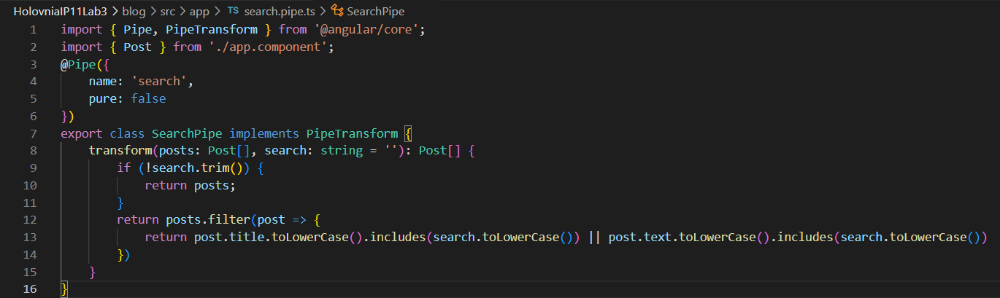 HolovniaIP11Lab3 > blog > src > app > TS search.pipe.ts > SearchPipe
1 import { Pipe, PipeTransform } from '@angular/core';
2 import { Post } from './app.component';
3 @Pipe({
4     name: 'search',
5     pure: false
6 })
7 export class SearchPipe implements PipeTransform {
8     transform(posts: Post[], search: string = ''): Post[] {
9         if (!search.trim()) {
10             return posts;
11         }
12         return posts.filter(post => {
13             return post.title.toLowerCase().includes(search.toLowerCase()) || post.text.toLowerCase().includes(search.toLowerCase())
14         })
15     }
16 }